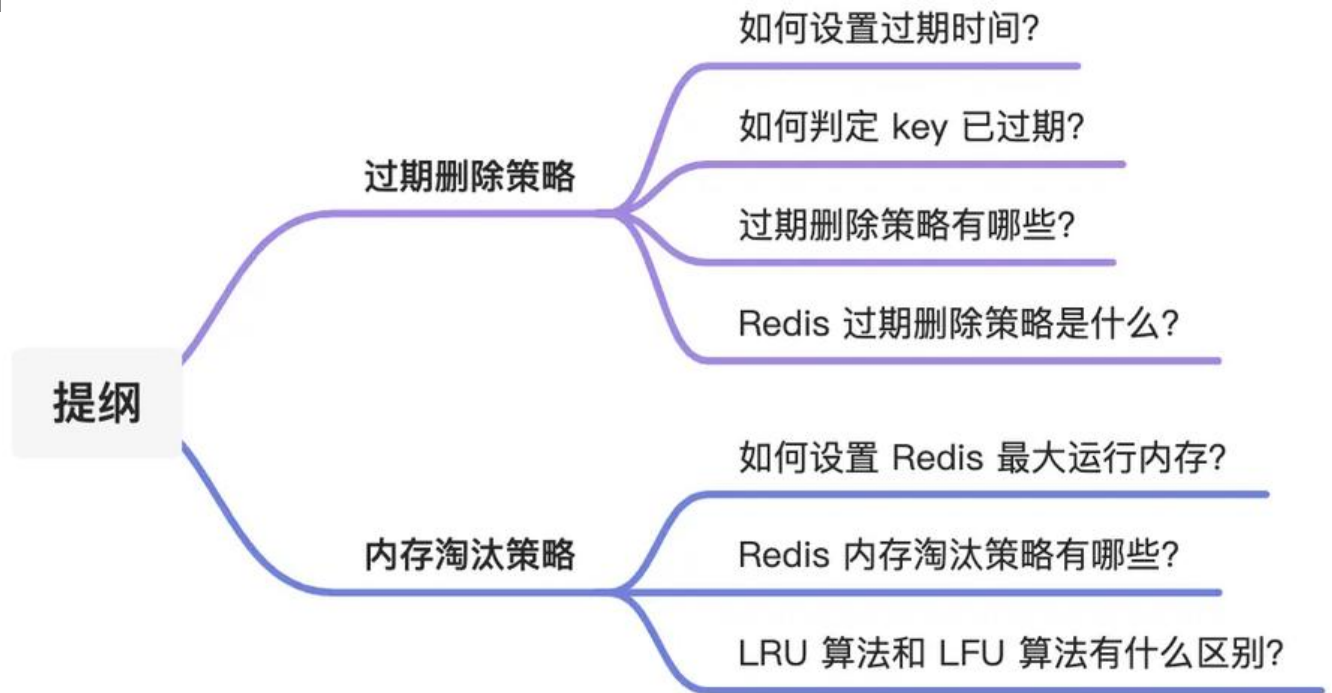 提纲
过期删除策略
如何设置过期时间?
如何判定 key 已过期?
过期删除策略有哪些?
Redis 过期删除策略是什么?
内存淘汰策略
如何设置 Redis 最大运行内存?
Redis 内存淘汰策略有哪些?
LRU 算法和 LFU 算法有什么区别?